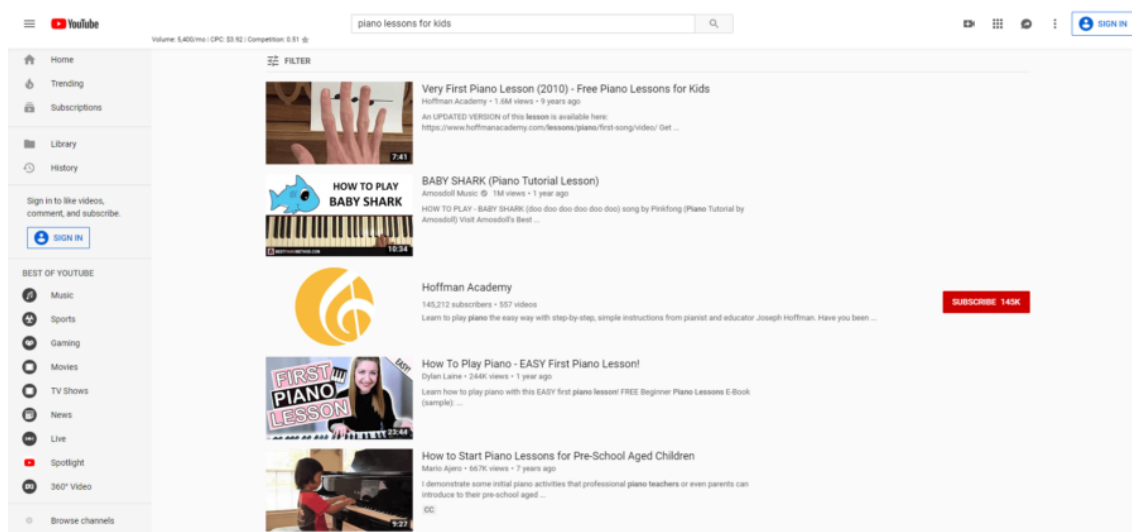 YouTube
piano lessons for kids
SIGN IN
Volume: 5,400/mo | CPC: $3.92 | Competition: 0.51
Home
Trending
Subscriptions
Library
History
Sign in to like videos,
comment, and subscribe.
SIGN IN
BEST OF YOUTUBE
Music
Sports
Gaming
Movies
TV Shows
News
Live
Spotlight
360° Video
Browse channels
FILTER
7:41
Very First Piano Lesson (2010) - Free Piano Lessons for Kids
Hoffman Academy • 1.6M views • 9 years ago
An UPDATED VERSION of this lesson is available here:
https://www.hoffmanacademy.com/lessons/piano/first-song/video/ Get ...
HOW TO PLAY
BABY SHARK
10:34
BABY SHARK (Piano Tutorial Lesson)
Amosdoll Music 1M views • 1 year ago
HOW TO PLAY - BABY SHARK (doo doo doo doo doo doo) song by Pinkfong (Piano Tutorial by
Amosdoll) Visit Amosdoll's Best ...
Hoffman Academy
145,212 subscribers • 557 videos
Learn to play piano the easy way with step-by-step, simple instructions from pianist and educator Joseph Hoffman. Have you been ...
SUBSCRIBE 145K
EASY!
FIRST
PIANO
LESSON
23:44
How To Play Piano - EASY First Piano Lesson!
Dylan Laine • 244K views • 1 year ago
Learn how to play piano with this EASY first piano lesson! FREE Beginner Piano Lessons E-Book
(sample): ...
9:27
How to Start Piano Lessons for Pre-School Aged Children
Mario Ajero • 667K views • 7 years ago
I demonstrate some initial piano activities that professional piano teachers or even parents can
introduce to their pre-school aged ...
CC